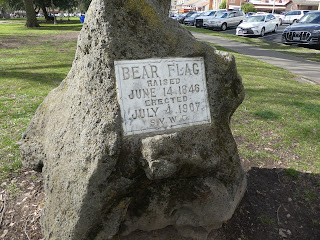 BEAR FLAG
RAISED
JUNE 14.1846.
ERECTED
JULY 4.1907.
S.V.W.C.